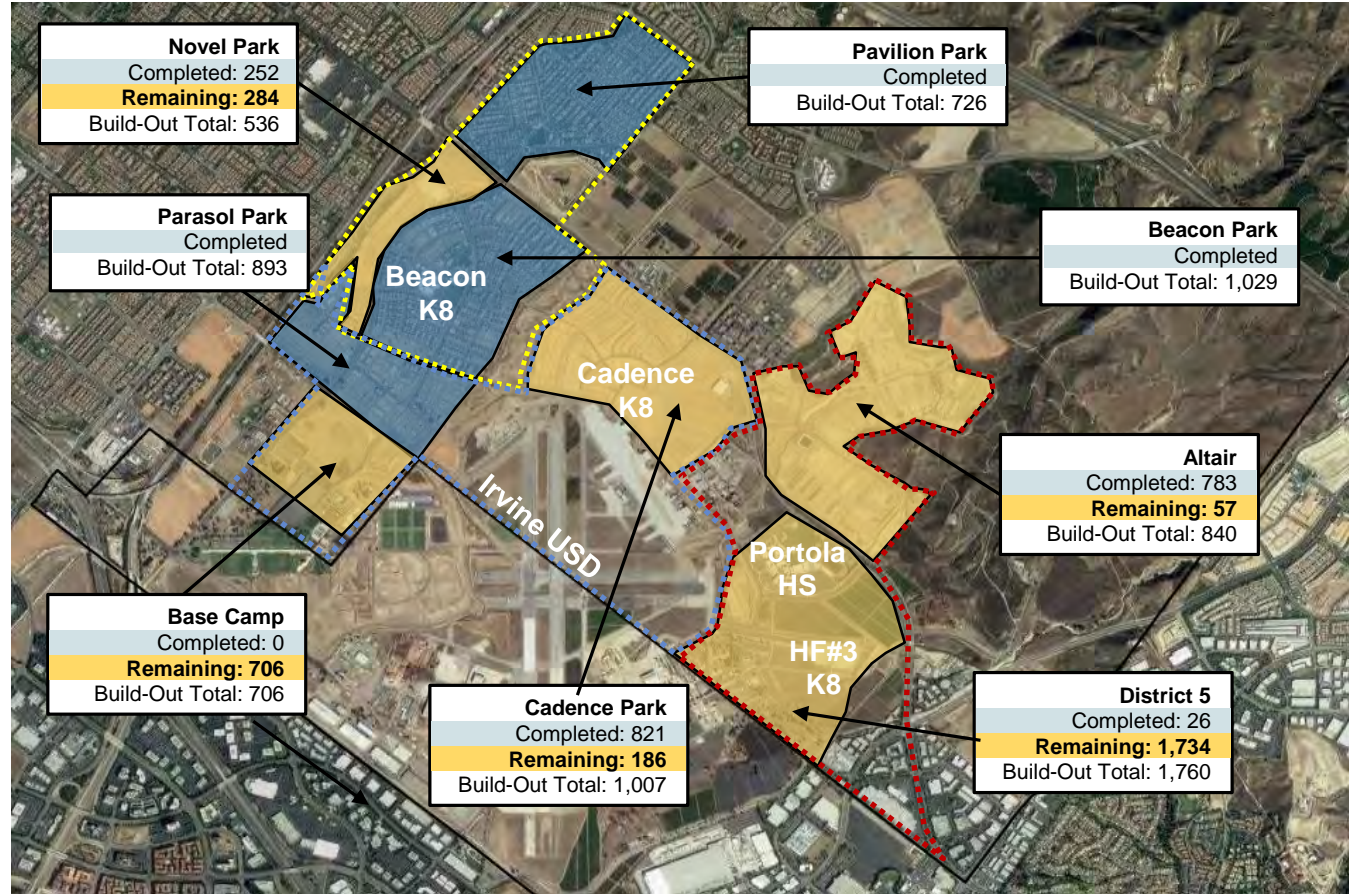 Novel Park
Completed: 252
Remaining: 284
Build-Out Total: 536
Pavilion Park
Completed
Build-Out Total: 726
Parasol Park
Completed
Build-Out Total: 893
Beacon Park
Completed
Build-Out Total: 1,029
Beacon
K8
Cadence
K8
Altair
Completed: 783
Remaining: 57
Build-Out Total: 840
Irvine USD
Portola
HS
HF#3
K8
Base Camp
Completed: 0
Remaining: 706
Build-Out Total: 706
Cadence Park
Completed: 821
Remaining: 186
Build-Out Total: 1,007
District 5
Completed: 26
Remaining: 1,734
Build-Out Total: 1,760